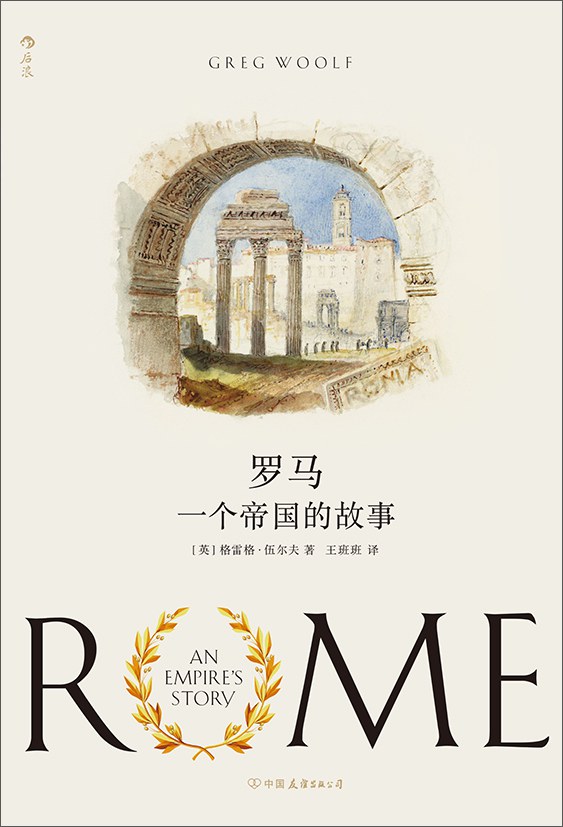 后浪
GREG WOOLF
ROMA
罗马
一个帝国的故事
[英]格雷格·伍尔夫 著 王班班 译
ROME
AN
EMPIRE'S
STORY
中国友谊出版公司